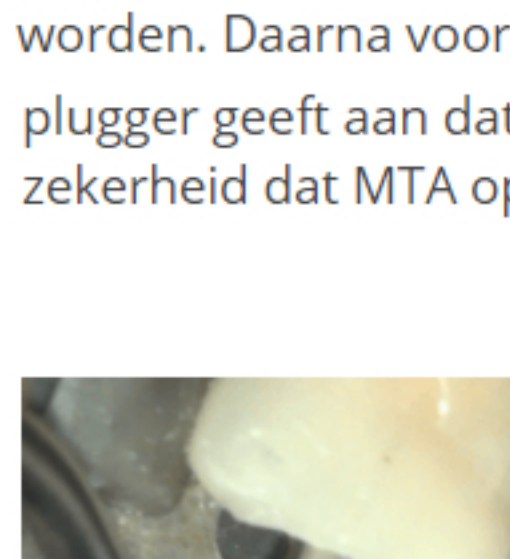 worden. Daarna voor
plugger geeft aan dat
zekerheid dat MTA op